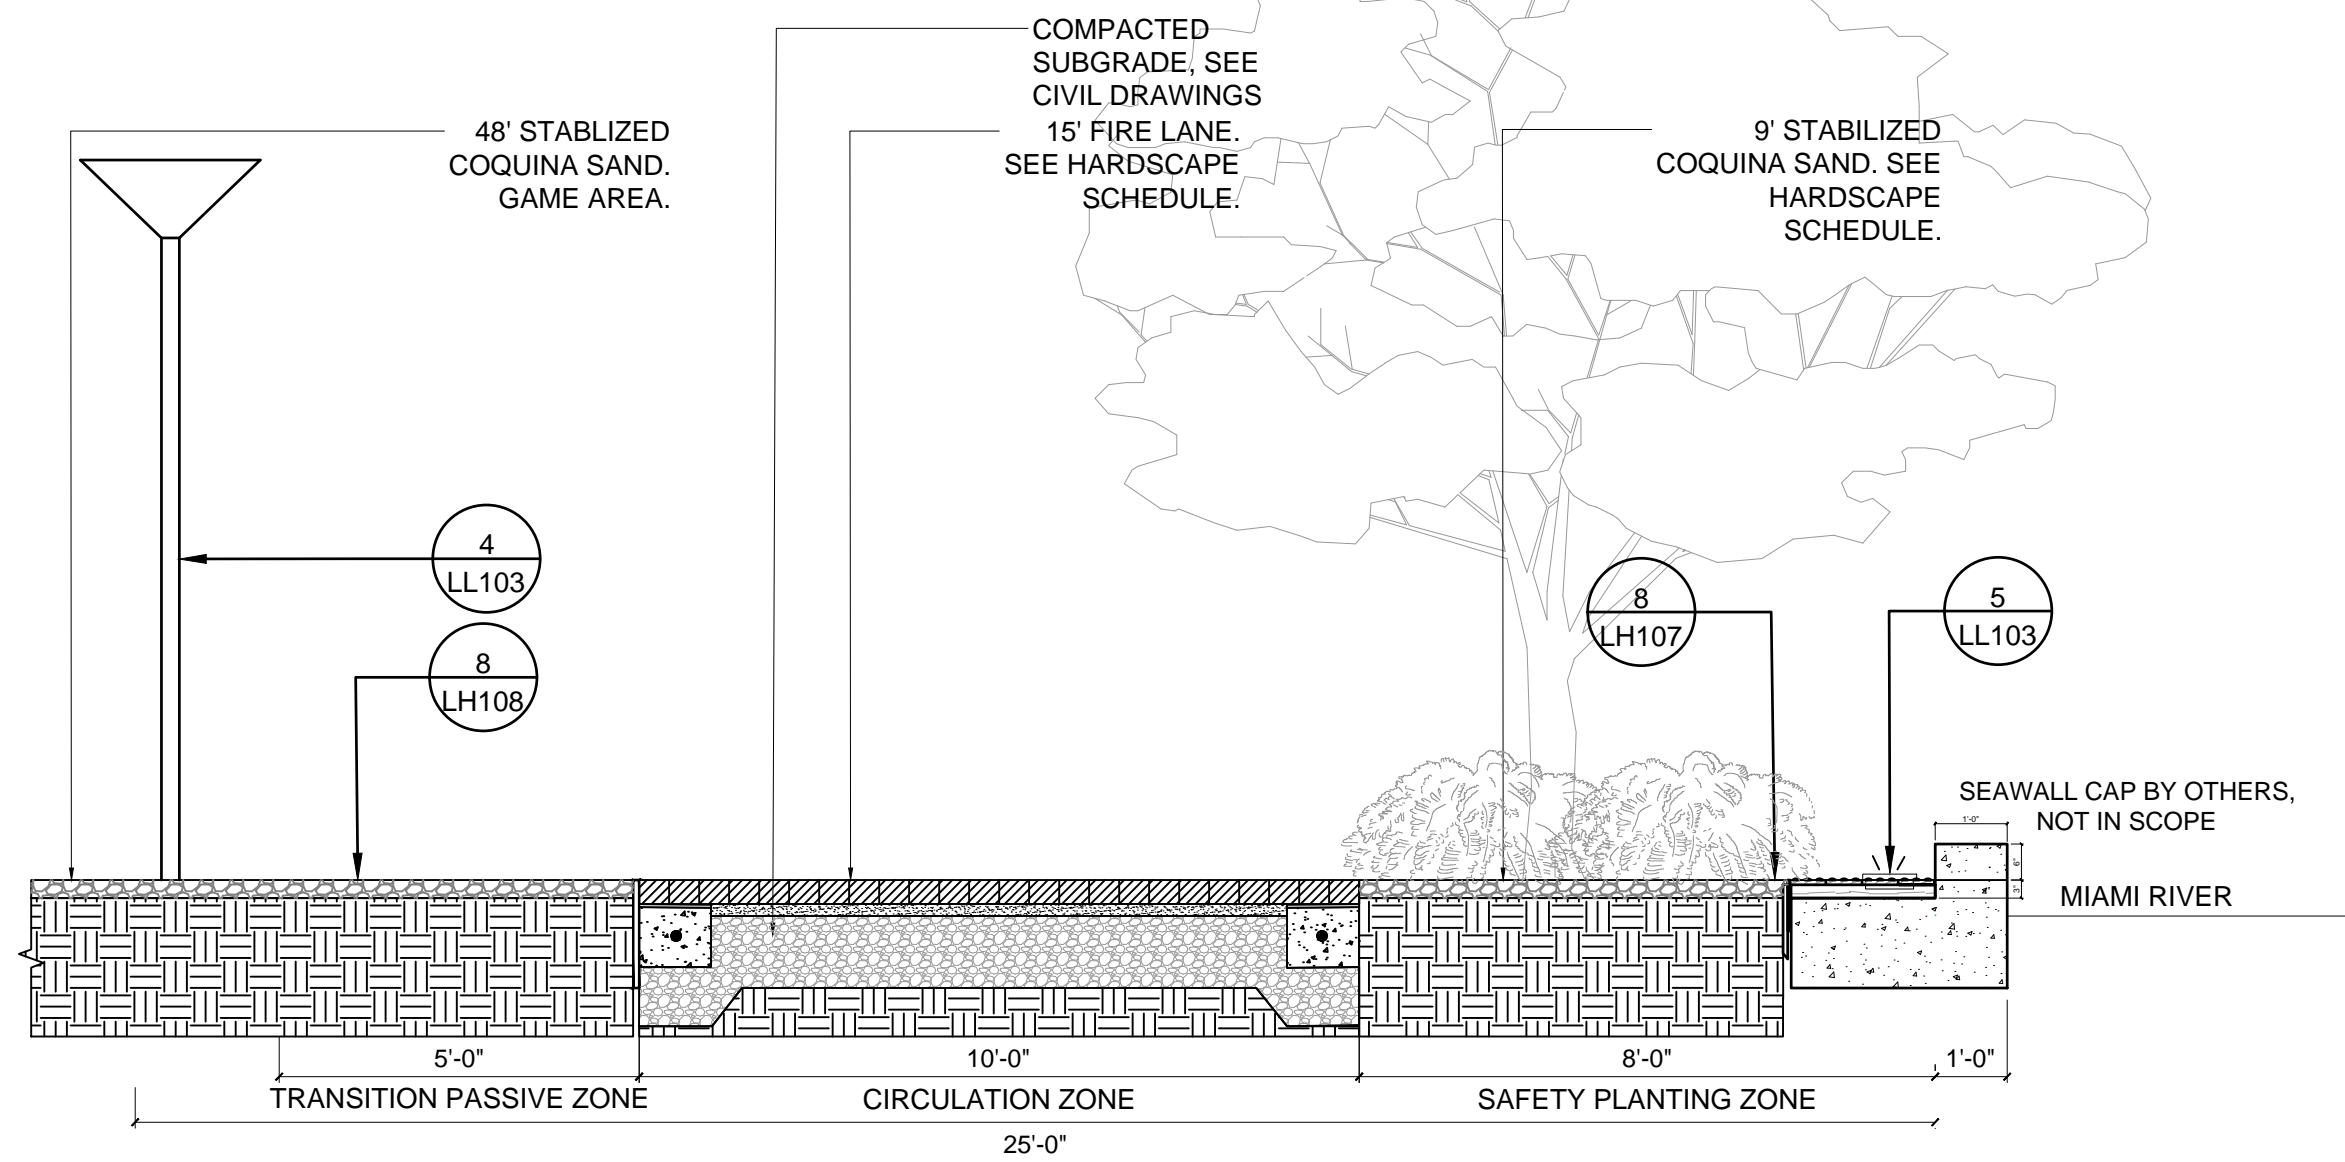 COMPACTED
SUBGRADE, SEE
CIVIL DRAWINGS
48' STABLIZED
COQUINA SAND.
GAME AREA.
15' FIRE LANE.
SEE HARDSCAPE
SCHEDULE.
9' STABILIZED
COQUINA SAND. SEE
HARDSCAPE
SCHEDULE.
4
LL103
8
LH108
8
LH107
5
LL103
SEAWALL CAP BY OTHERS,
NOT IN SCOPE
1'-0"
6"
3"
MIAMI RIVER
5'-0"
10'-0"
8'-0"
1'-0"
TRANSITION PASSIVE ZONE
CIRCULATION ZONE
SAFETY PLANTING ZONE
25'-0"